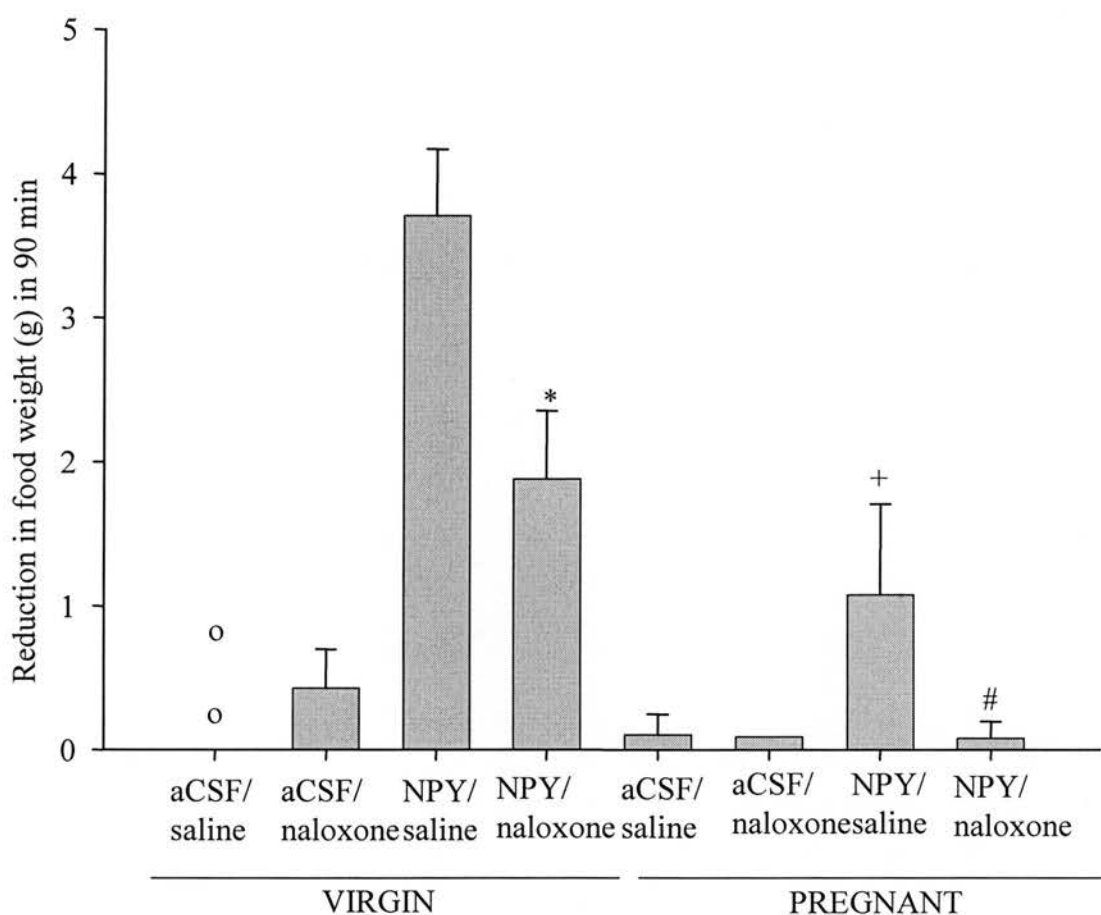 Reduction in food weight (g) in 90 min
5
4
3
2
1
0
o
o
*
+
#
aCSF/
saline
aCSF/
naloxone
NPY/
saline
NPY/
naloxone
aCSF/
saline
aCSF/
naloxone
NPY/
saline
NPY/
naloxone
VIRGIN
PREGNANT